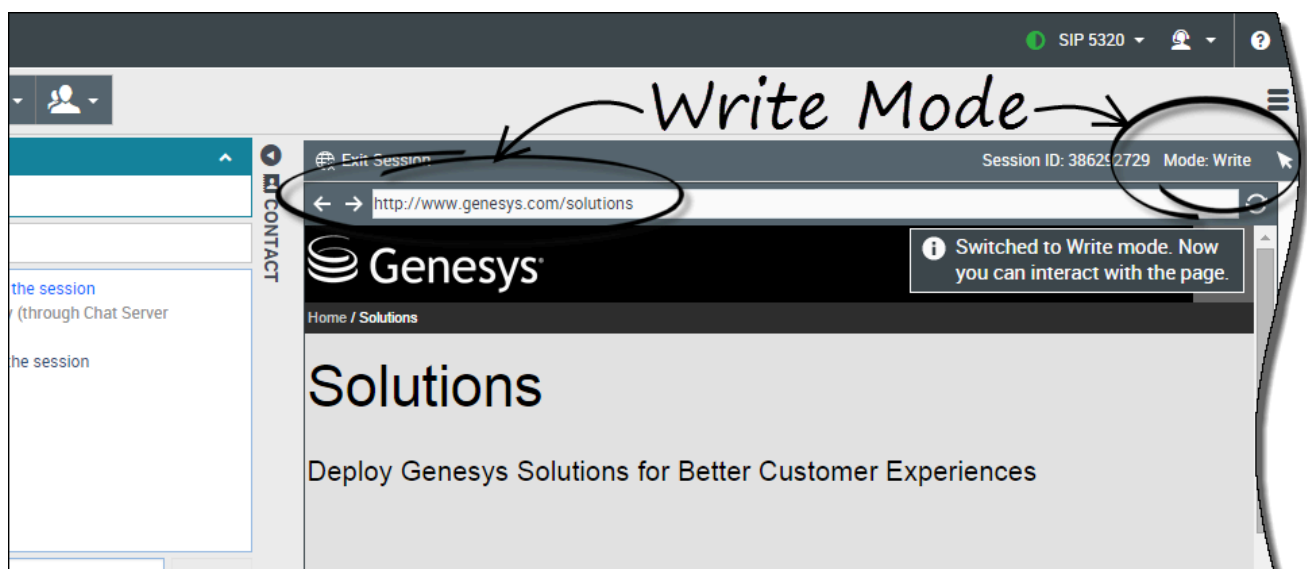 SIP 5320
Write Mode
Exit Session
Session ID: 386292729 Mode: Write
CONTACT
http://www.genesys.com/solutions
Genesys
Switched to Write mode. Now
you can interact with the page.
the session
(through Chat Server
the session
Home / Solutions
Solutions
Deploy Genesys Solutions for Better Customer Experiences